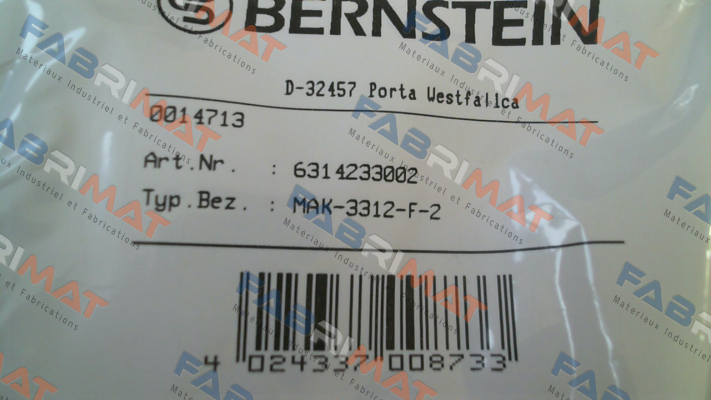 BERNSTEIN
D-32457 Porta Westfallca
0014713
Art.Nr. : 6314233002
Typ.Bez. : MAK-3312-F-2
4 024337 008733
FABRIMAT
Matériaux Industriel et Fabrications